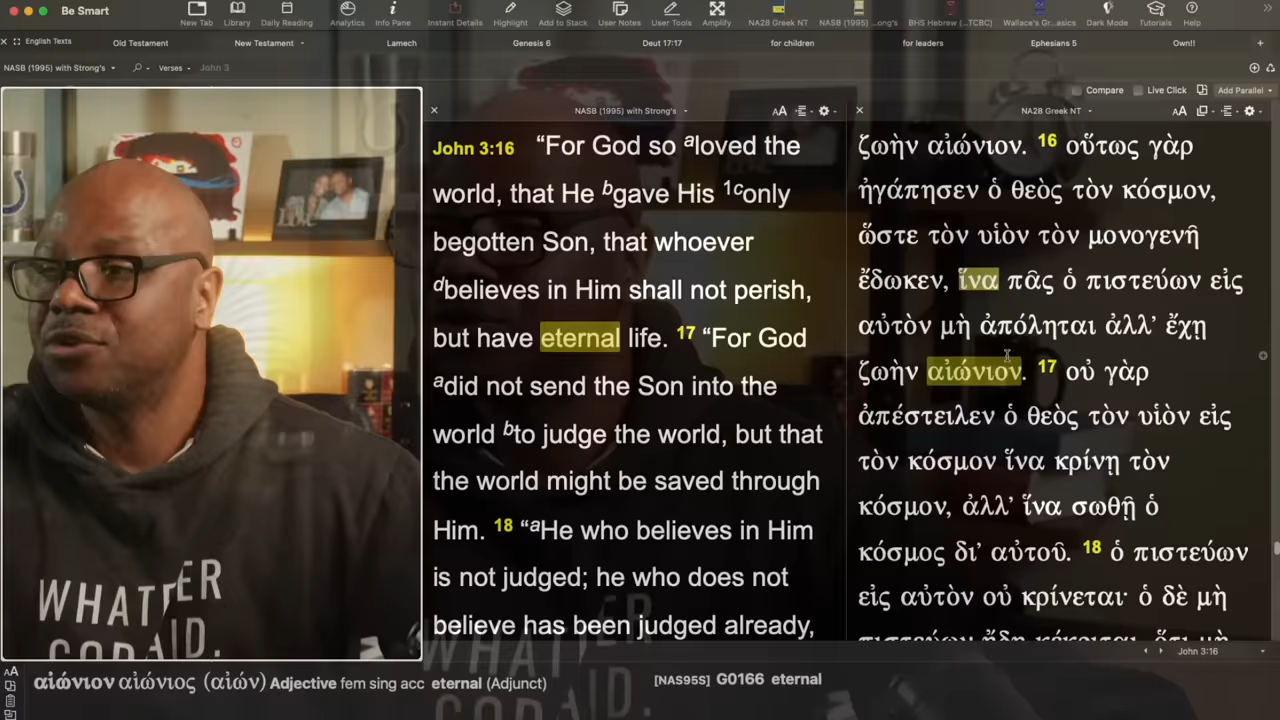 Be Smart
New Tab
Library
Daily Reading
Analytics
Info Pane
Instant Details
Highlight
Add to Stack
User Notes
User Tools
Amplify
NA28 Greek NT
NASB (1995) ...ong's
BHS Hebrew (...TCBC)
Wallace's Gr...asics
Dark Mode
Tutorials
Help
English Texts
Old Testament
New Testament
Lamech
Genesis 6
Deut 17:17
for children
for leaders
Ephesians 5
Own!!
NASB (1995) with Strong's
Verses
John 3
Compare
Live Click
Add Parallel
NASB (1995) with Strong's
John 3:16 “For God so ᵃloved the
world, that He ᵇgave His ¹ᶜonly
begotten Son, that whoever
ᵈbelieves in Him shall not perish,
but have eternal life. 17 “For God
ᵃdid not send the Son into the
world ᵇto judge the world, but that
the world might be saved through
Him. 18 “ᵃHe who believes in Him
is not judged; he who does not
believe has been judged already,
NA28 Greek NT
ζωὴν αἰώνιον. 16 οὕτως γὰρ
ἠγάπησεν ὁ θεὸς τὸν κόσμον,
ὥστε τὸν υἱὸν τὸν μονογενῆ
ἔδωκεν, ἵνα πᾶς ὁ πιστεύων εἰς
αὐτὸν μὴ ἀπόληται ἀλλ’ ἔχῃ
ζωὴν αἰώνιον. 17 οὐ γὰρ
ἀπέστειλεν ὁ θεὸς τὸν υἱὸν εἰς
τὸν κόσμον ἵνα κρίνῃ τὸν
κόσμον, ἀλλ’ ἵνα σωθῇ ὁ
κόσμος δι’ αὐτοῦ. 18 ὁ πιστεύων
εἰς αὐτὸν οὐ κρίνεται· ὁ δὲ μὴ
πιστεύων ἤδη κέκριται, ὅτι μὴ
John 3:16
WHAT
GOD SAID.
αἰώνιον αἰώνιος (αἰών) Adjective fem sing acc eternal (Adjunct)
[NAS95S] G0166 eternal